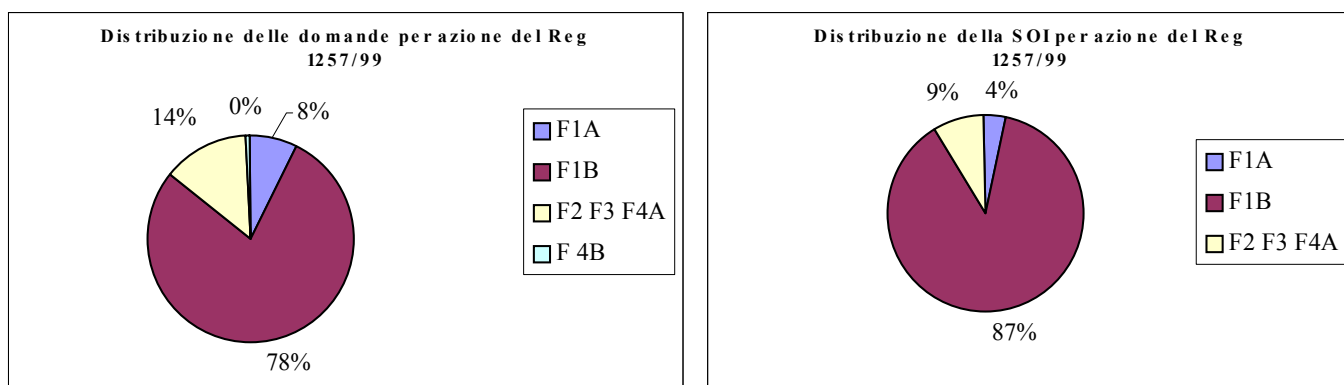 Distribuzione delle domande per azione del Reg
1257/99
0%
8%
14%
78%
F1A
F1B
F2 F3 F4A
F 4B
Distribuzione della SOI per azione del Reg
1257/99
9%
4%
87%
F1A
F1B
F2 F3 F4A